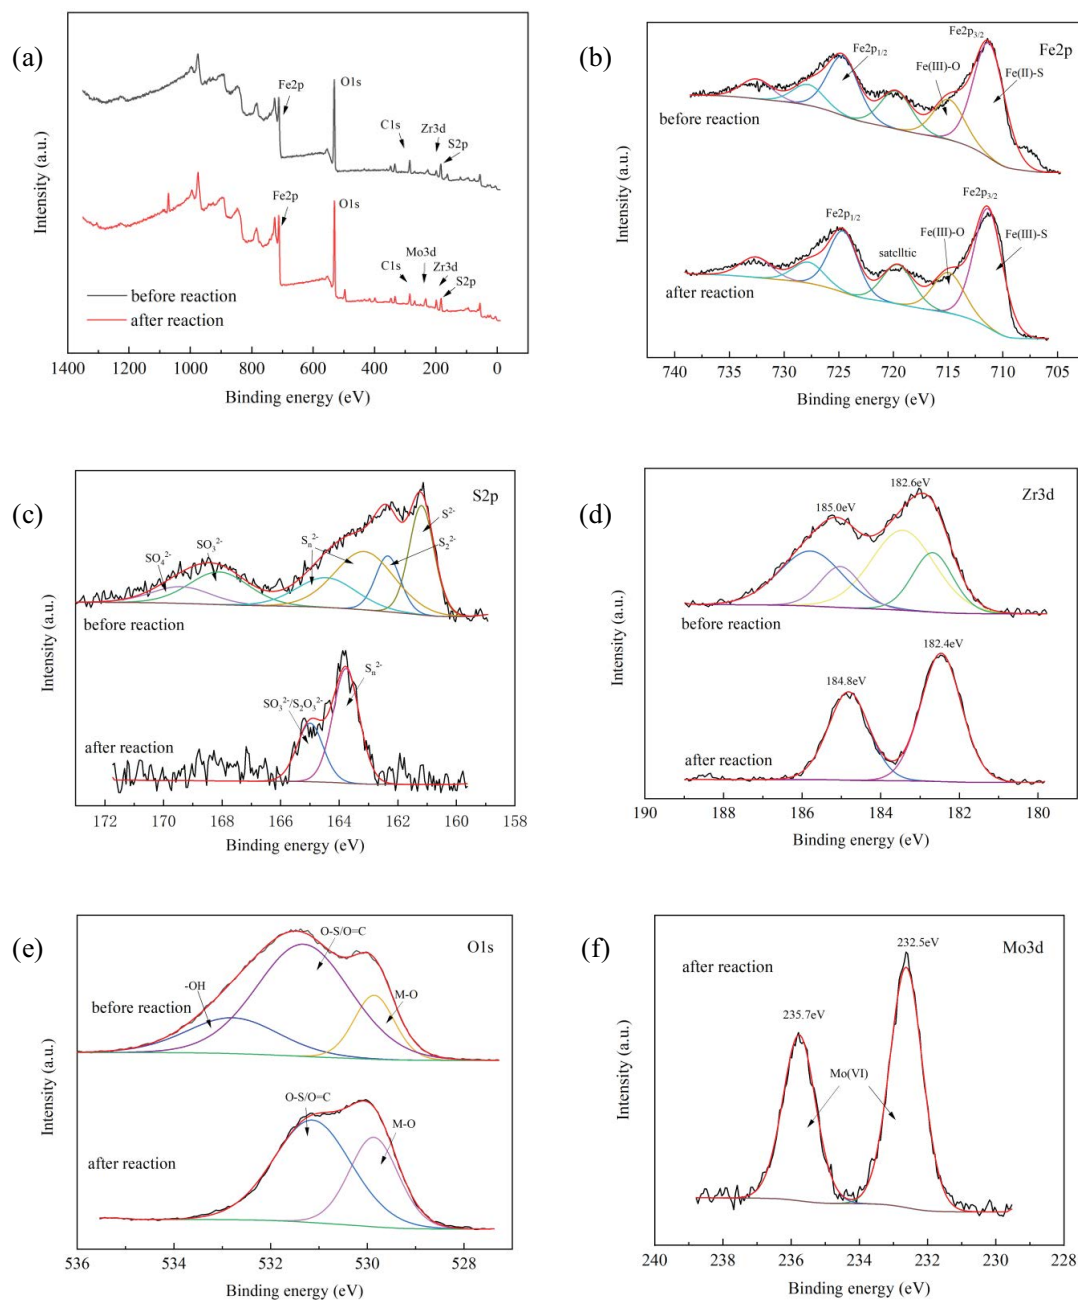 (a)
Fe2p
O1s
C1s
Zr3d
S2p
Fe2p
O1s
C1s
Mo3d
Zr3d
S2p
before reaction
after reaction
Intensity (a.u.)
1400 1200 1000 800 600 400 200 0
Binding energy (eV)
(b)
Fe2p
Fe2p3/2
Fe2p1/2
Fe(III)-O
Fe(II)-S
before reaction
Fe2p3/2
Fe2p1/2
satelltic
Fe(III)-O
Fe(III)-S
after reaction
Intensity (a.u.)
740 735 730 725 720 715 710 705
Binding energy (eV)
(c)
S2p
S²⁻
S₂²⁻
Sₙ²⁻
SO₃²⁻
SO₄²⁻
before reaction
Sₙ²⁻
SO₃²⁻/S₂O₃²⁻
after reaction
Intensity (a.u.)
172 170 168 166 164 162 160 158
Binding energy (eV)
(d)
Zr3d
182.6eV
185.0eV
before reaction
182.4eV
184.8eV
after reaction
Intensity (a.u.)
190 188 186 184 182 180
Binding energy (eV)
(e)
O1s
O-S/O=C
-OH
M-O
before reaction
O-S/O=C
M-O
after reaction
Intensity (a.u.)
536 534 532 530 528
Binding energy (eV)
(f)
Mo3d
after reaction
232.5eV
235.7eV
Mo(VI)
Intensity (a.u.)
240 238 236 234 232 230 228
Binding energy (eV)